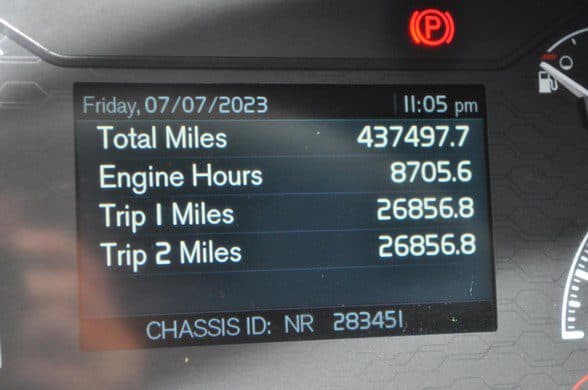 P
Friday, 07/07/2023 11:05 pm
Total Miles 437497.7
Engine Hours 8705.6
Trip 1 Miles 26856.8
Trip 2 Miles 26856.8
CHASSIS ID: NR 283451